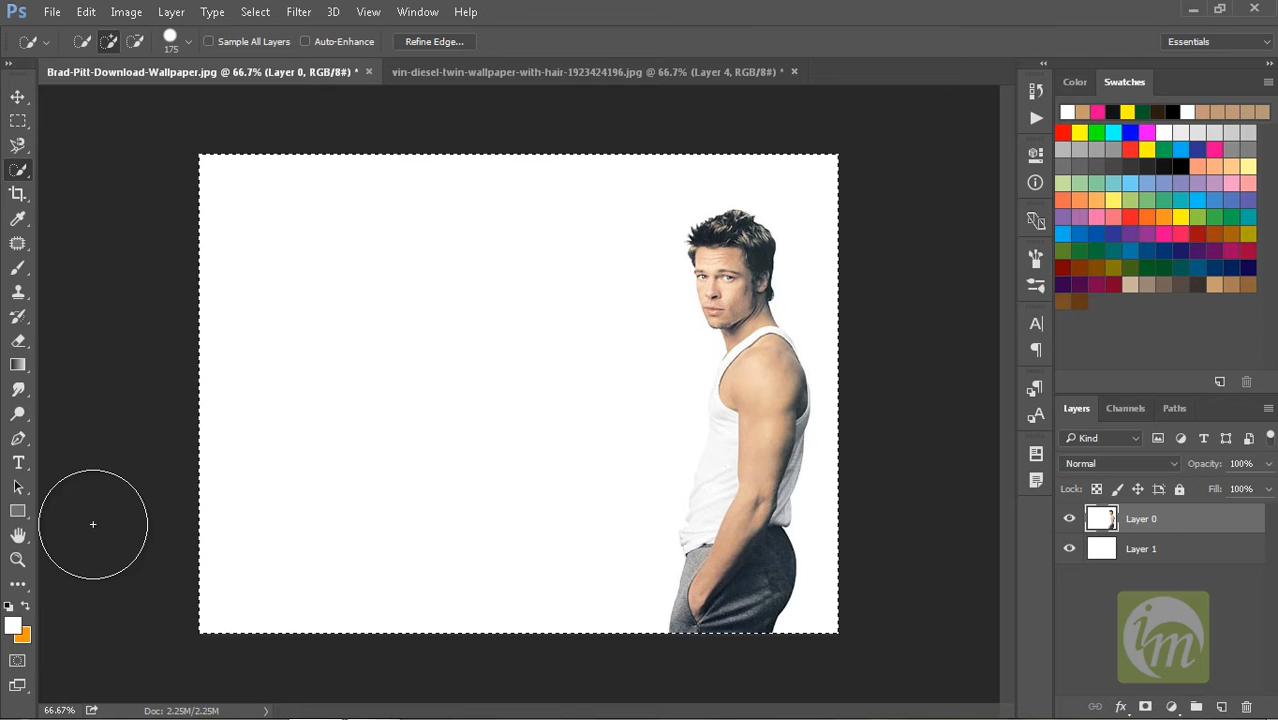 Ps File Edit Image Layer Type Select Filter 3D View Window Help
175 Sample All Layers Auto-Enhance Refine Edge... Essentials
Brad-Pitt-Download-Wallpaper.jpg @ 66.7% (Layer 0, RGB/8#) * × vin-diesel-twin-wallpaper-with-hair-1923424196.jpg @ 66.7% (Layer 4, RGB/8#) * ×
Color Swatches
Layers Channels Paths
Kind
Normal Opacity: 100%
Lock: Fill: 100%
Layer 0
Layer 1
im
66.67% Doc: 2.25M/2.25M
fx